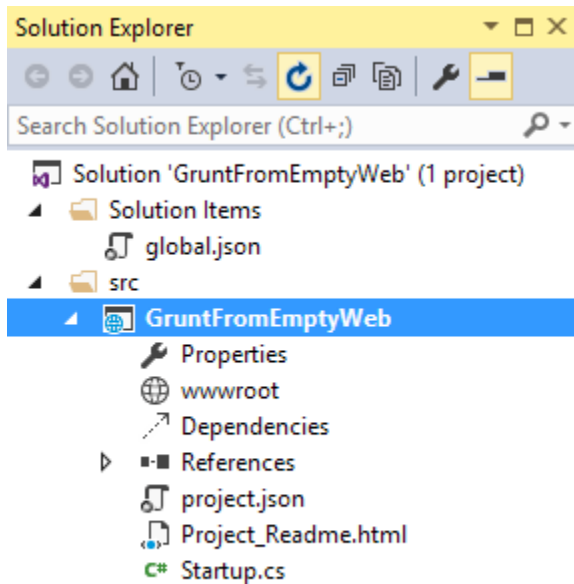 Solution Explorer
Search Solution Explorer (Ctrl+;)
Solution 'GruntFromEmptyWeb' (1 project)
Solution Items
global.json
src
GruntFromEmptyWeb
Properties
wwwroot
Dependencies
References
project.json
Project_Readme.html
C# Startup.cs